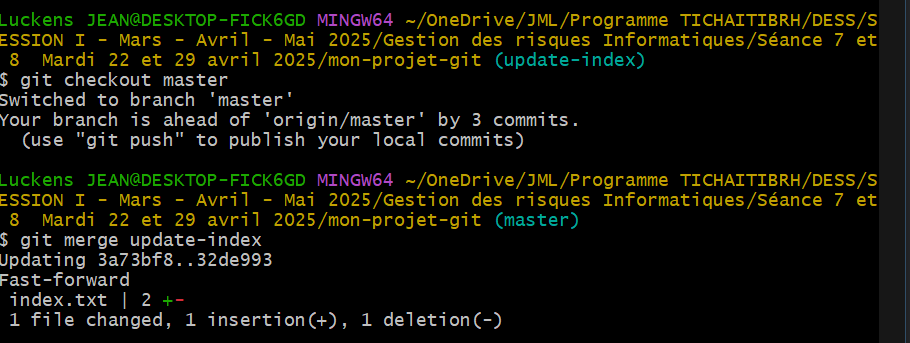 Luckens JEAN@DESKTOP-FICK6GD MINGW64 ~/OneDrive/JML/Programme TICHAITIBRH/DESS/S
ESSION I - Mars - Avril - Mai 2025/Gestion des risques Informatiques/Séance 7 et
 8  Mardi 22 et 29 avril 2025/mon-projet-git (update-index)
$ git checkout master
Switched to branch 'master'
Your branch is ahead of 'origin/master' by 3 commits.
  (use "git push" to publish your local commits)

Luckens JEAN@DESKTOP-FICK6GD MINGW64 ~/OneDrive/JML/Programme TICHAITIBRH/DESS/S
ESSION I - Mars - Avril - Mai 2025/Gestion des risques Informatiques/Séance 7 et
 8  Mardi 22 et 29 avril 2025/mon-projet-git (master)
$ git merge update-index
Updating 3a73bf8..32de993
Fast-forward
 index.txt | 2 +-
 1 file changed, 1 insertion(+), 1 deletion(-)